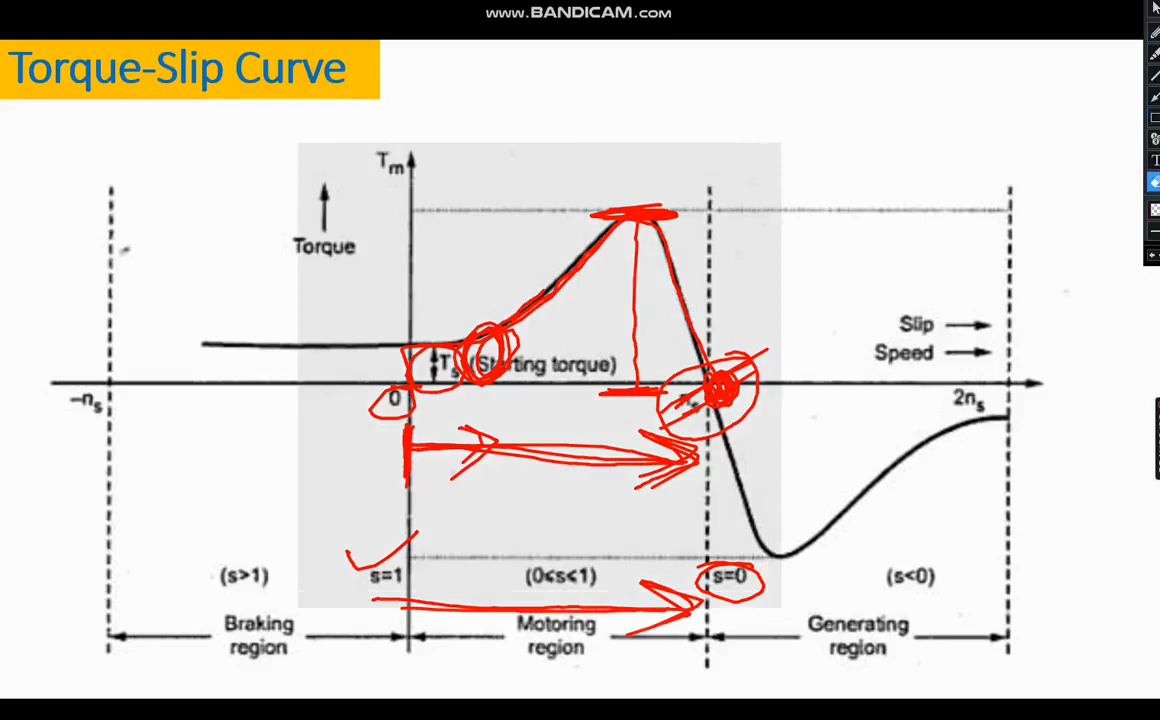 www.BANDICAM.com
Torque-Slip Curve
Tm
Torque
Slip
Speed
Ts (Starting torque)
-ns
0
ns
2ns
(s>1)
s=1
(0≤s≤1)
s=0
(s<0)
Braking
region
Motoring
region
Generating
region